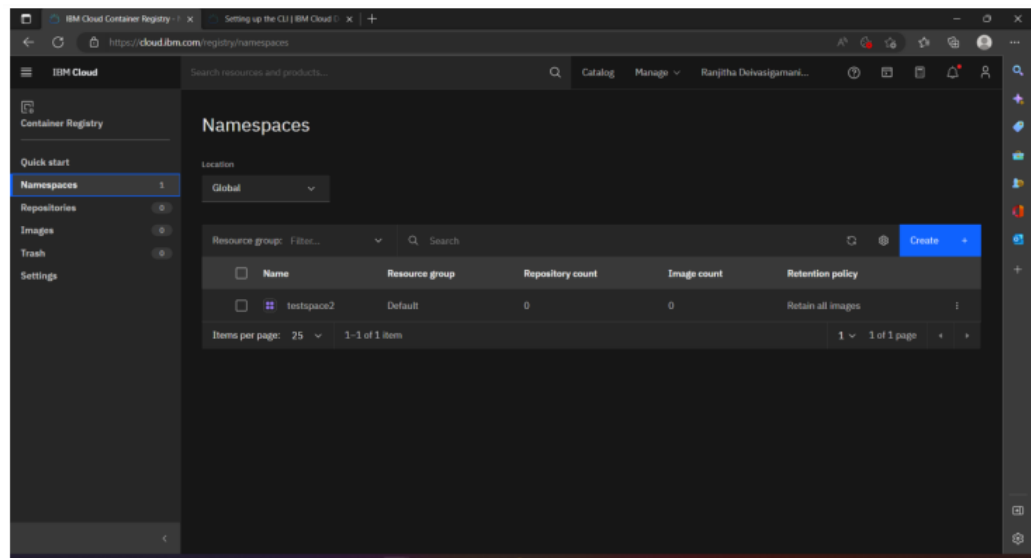 IBM Cloud Container Registry - 
Setting up the CLI | IBM Cloud D
https://cloud.ibm.com/registry/namespaces
IBM Cloud
Search resources and products...
Catalog
Manage
Ranjitha Deivasigamani...
Container Registry
Quick start
Namespaces 1
Repositories 0
Images 0
Trash 0
Settings
Namespaces
Location
Global
Resource group: Filter...
Search
Create +
Name Resource group Repository count Image count Retention policy
testspace2 Default 0 0 Retain all images
Items per page: 25 1–1 of 1 item 1 1 of 1 page